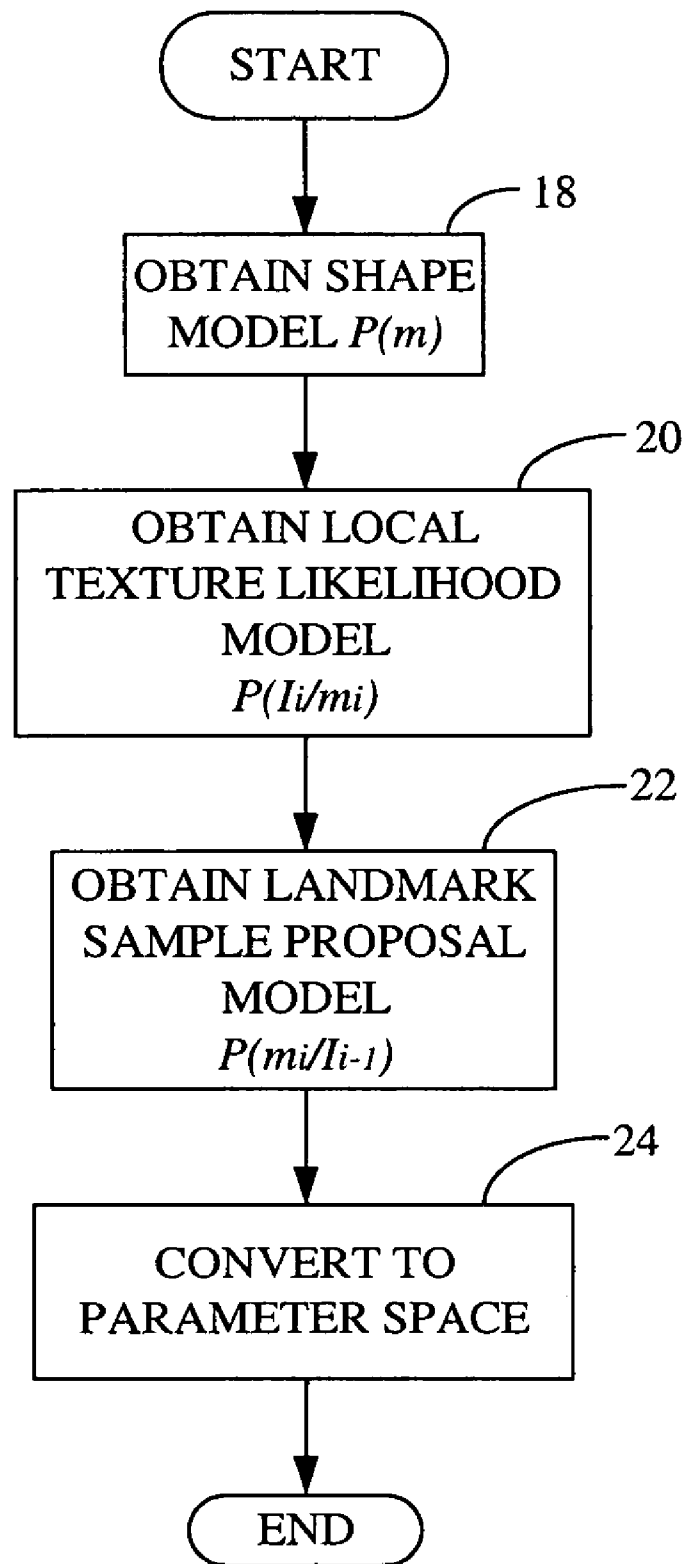 START
18
OBTAIN SHAPE
MODEL P(m)
20
OBTAIN LOCAL
TEXTURE LIKELIHOOD
MODEL
P(Ii/mi)
22
OBTAIN LANDMARK
SAMPLE PROPOSAL
MODEL
P(mi/Ii-1)
24
CONVERT TO
PARAMETER SPACE
END